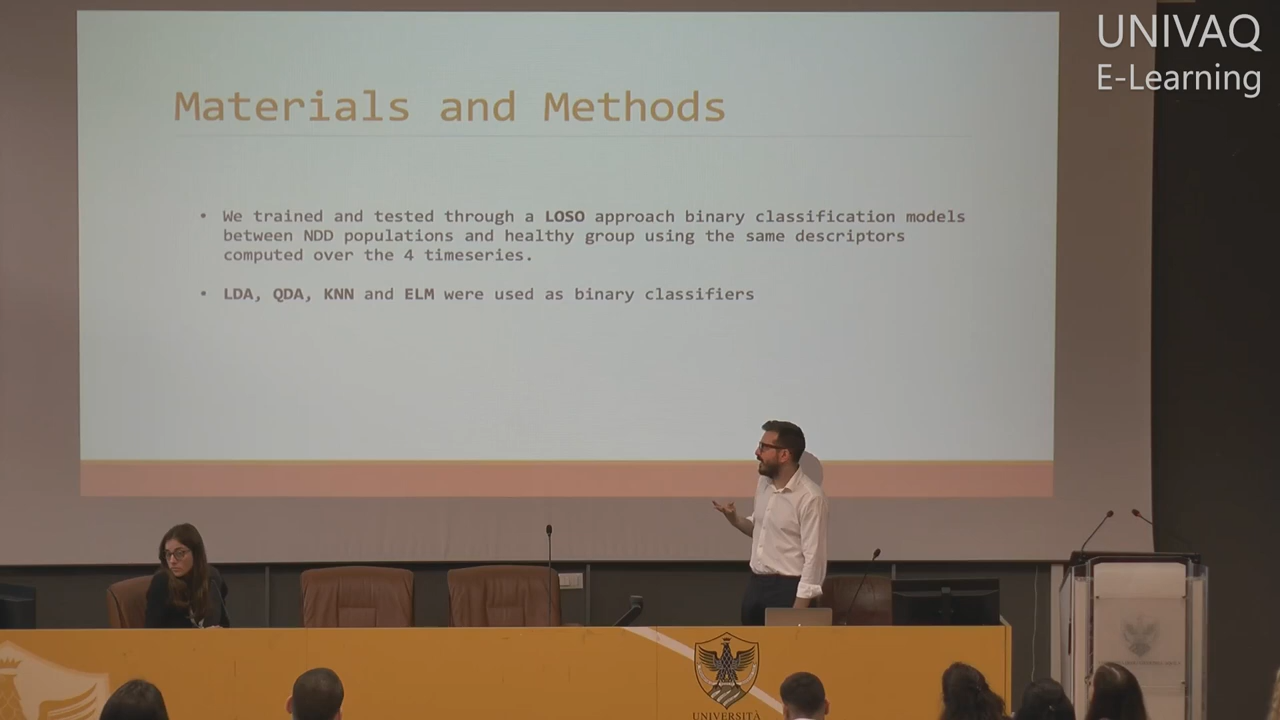 UNIVAQ
E-Learning
Materials and Methods
• We trained and tested through a LOSO approach binary classification models
between NDD populations and healthy group using the same descriptors
computed over the 4 timeseries.
• LDA, QDA, KNN and ELM were used as binary classifiers
UNIVERSITÀ